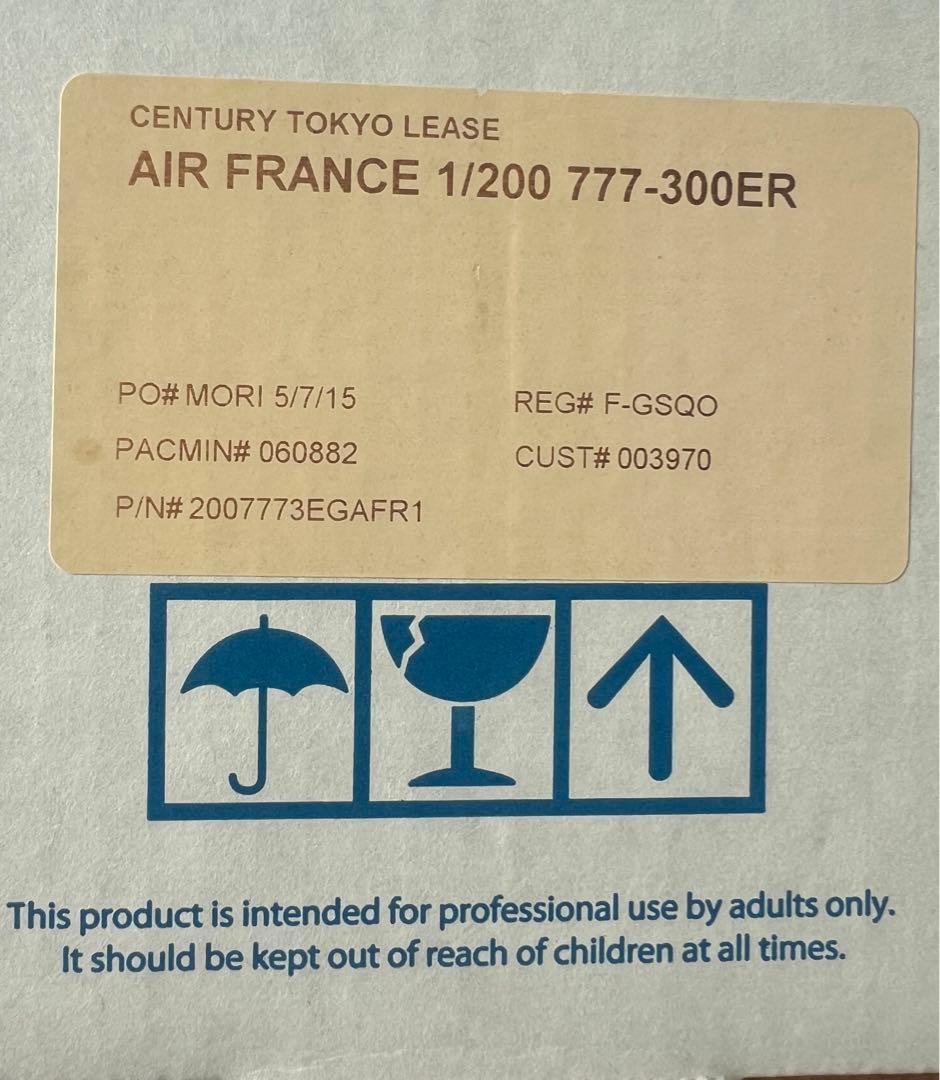 CENTURY TOKYO LEASE
AIR FRANCE 1/200 777-300ER
PO# MORI 5/7/15
REG# F-GSQO
PACMIN# 060882
CUST# 003970
P/N# 2007773EGAFR1
This product is intended for professional use by adults only.
It should be kept out of reach of children at all times.